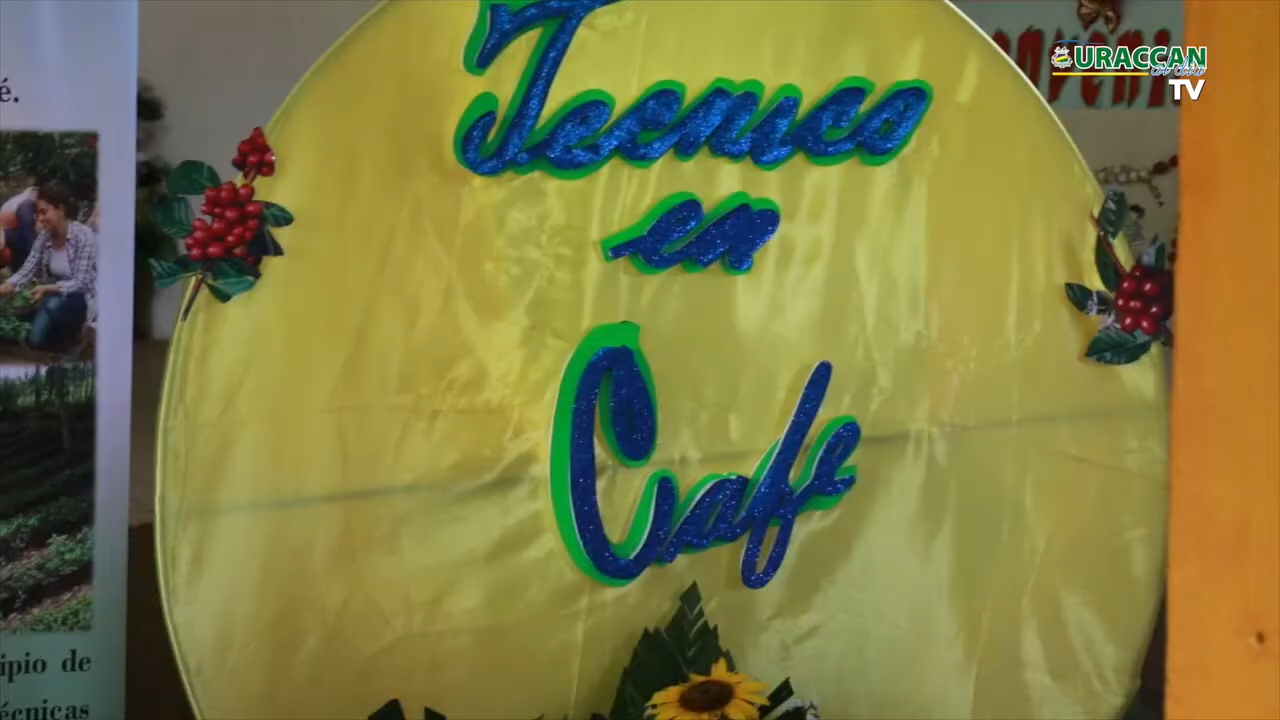 é.
Tecnico
en
Cafe
ipio de
écnicas
URACCAN
TV